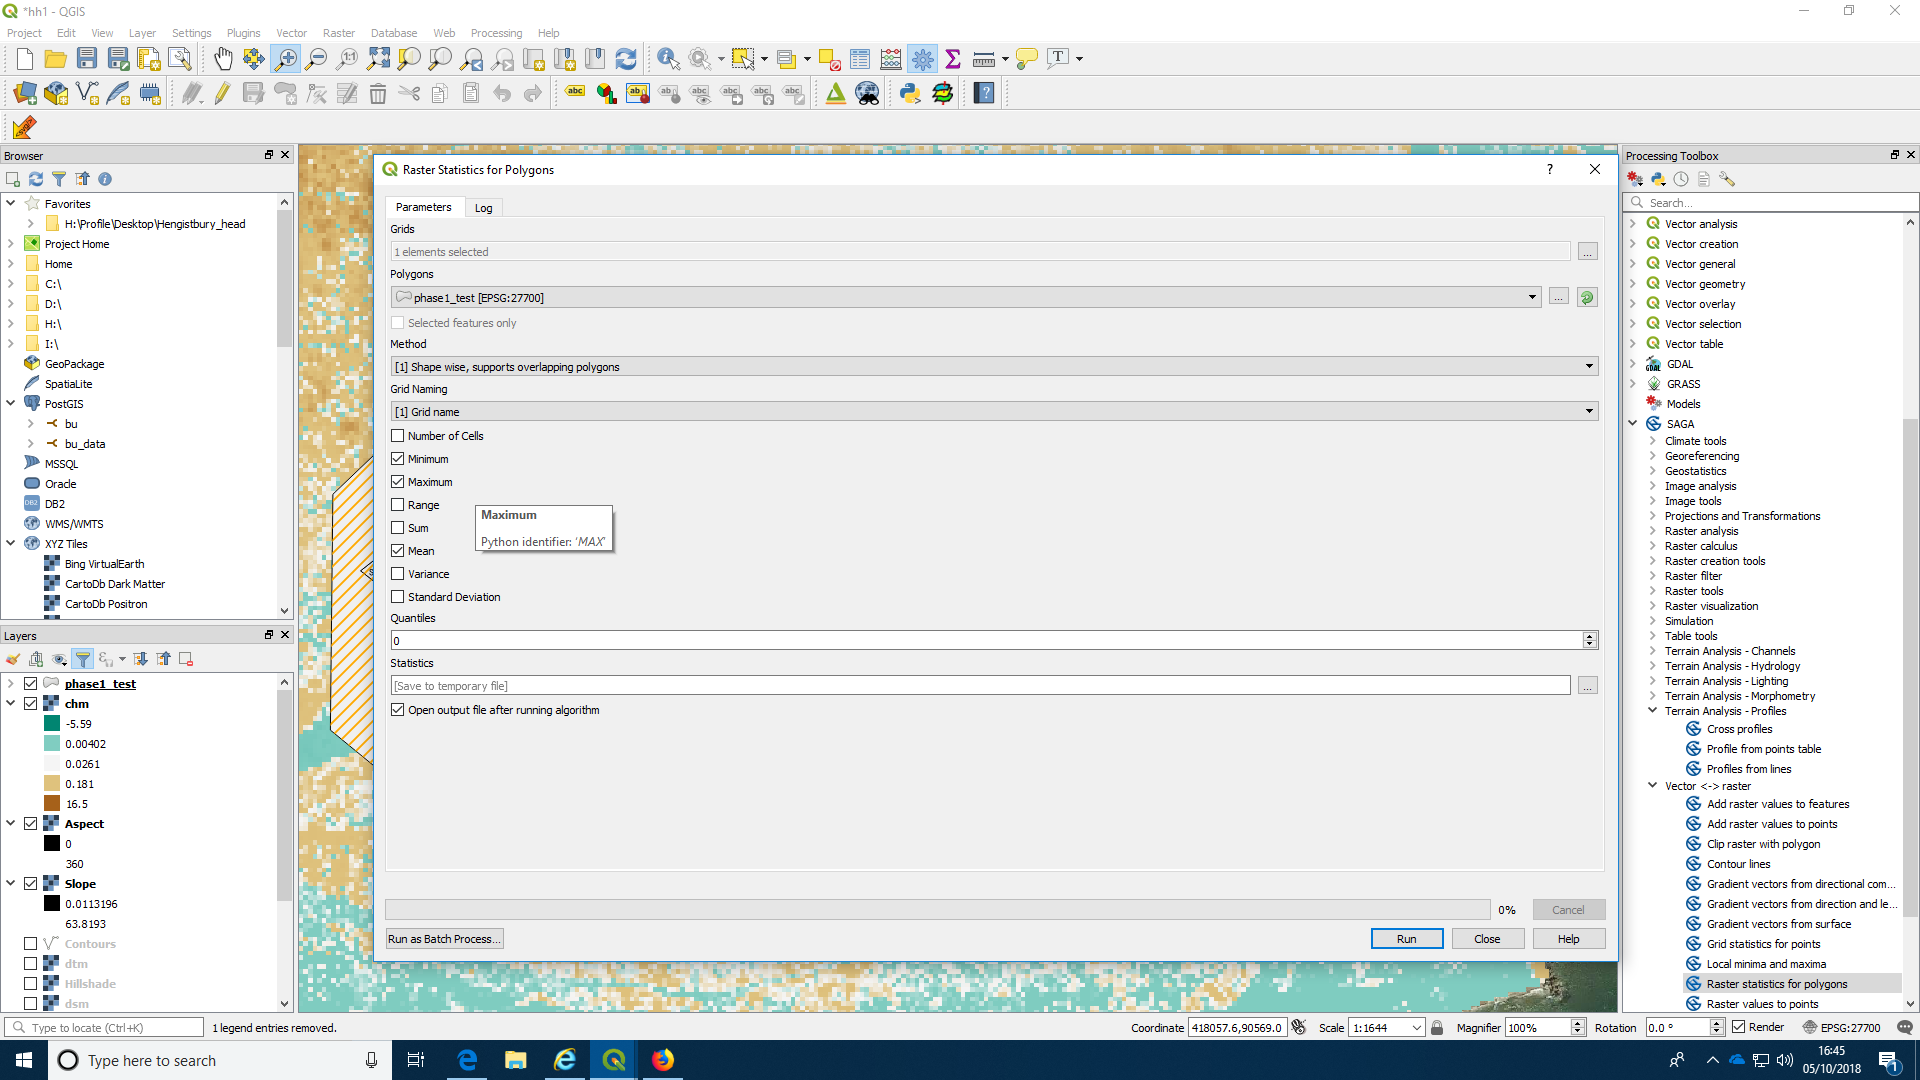 *hh1 - QGIS
Project Edit View Layer Settings Plugins Vector Raster Database Web Processing Help
Browser
Favorites
H:\Profile\Desktop\Hengistbury_head
Project Home
Home
C:\
D:\
H:\
I:\
GeoPackage
SpatiaLite
PostGIS
bu
bu_data
MSSQL
Oracle
DB2
WMS/WMTS
XYZ Tiles
Bing VirtualEarth
CartoDb Dark Matter
CartoDb Positron
Layers
phase1_test
chm
-5.59
0.00402
0.0261
0.181
16.5
Aspect
0
360
Slope
0.0113196
63.8193
Contours
dtm
Hillshade
dsm
Raster Statistics for Polygons
?
Parameters
Log
Grids
1 elements selected
...
Polygons
phase1_test [EPSG:27700]
...
Selected features only
Method
[1] Shape wise, supports overlapping polygons
Grid Naming
[1] Grid name
Number of Cells
Minimum
Maximum
Range
Sum
Mean
Variance
Standard Deviation
Maximum
Python identifier: 'MAX'
Quantiles
0
Statistics
[Save to temporary file]
...
Open output file after running algorithm
0%
Cancel
Run as Batch Process...
Run
Close
Help
Processing Toolbox
Search...
Vector analysis
Vector creation
Vector general
Vector geometry
Vector overlay
Vector selection
Vector table
GDAL
GRASS
Models
SAGA
Climate tools
Georeferencing
Geostatistics
Image analysis
Image tools
Projections and Transformations
Raster analysis
Raster calculus
Raster creation tools
Raster filter
Raster tools
Raster visualization
Simulation
Table tools
Terrain Analysis - Channels
Terrain Analysis - Hydrology
Terrain Analysis - Lighting
Terrain Analysis - Morphometry
Terrain Analysis - Profiles
Cross profiles
Profile from points table
Profiles from lines
Vector <-> raster
Add raster values to features
Add raster values to points
Clip raster with polygon
Contour lines
Gradient vectors from directional com...
Gradient vectors from direction and le...
Gradient vectors from surface
Grid statistics for points
Local minima and maxima
Raster statistics for polygons
Raster values to points
Type to locate (Ctrl+K)
1 legend entries removed.
Coordinate 418057.6,90569.0
Scale 1:1644
Magnifier 100%
Rotation 0.0 °
Render
EPSG:27700
Type here to search
16:45
05/10/2018
1